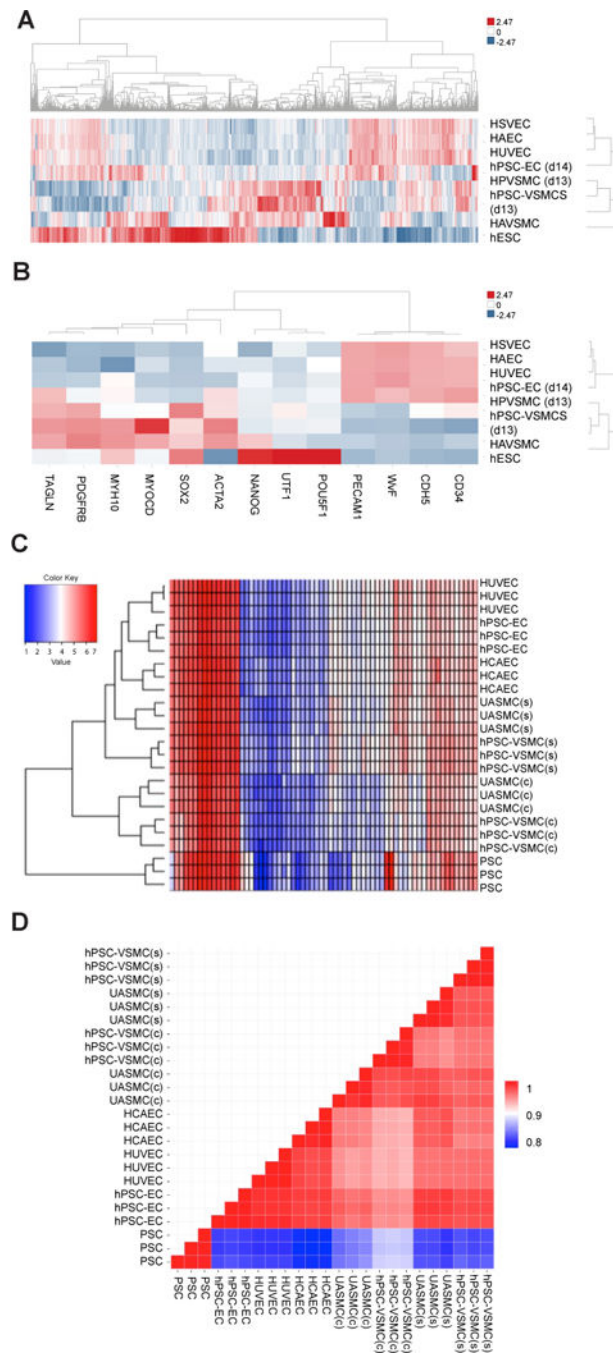 A
2.47
0
-2.47
HSVEC
HAEC
HUVEC
hPSC-EC (d14)
HPVSMC (d13)
hPSC-VSMCS
(d13)
HAVSMC
hESC
B
2.47
0
-2.47
HSVEC
HAEC
HUVEC
hPSC-EC (d14)
HPVSMC (d13)
hPSC-VSMCS
(d13)
HAVSMC
hESC
TAGLN
PDGFRB
MYH10
MYOCD
SOX2
ACTA2
NANOG
UTF1
POU5F1
PECAM1
WvF
CDH5
CD34
C
Color Key
1 2 3 4 5 6 7
Value
HUVEC
HUVEC
HUVEC
hPSC-EC
hPSC-EC
hPSC-EC
HCAEC
HCAEC
HCAEC
UASMC(s)
UASMC(s)
UASMC(s)
hPSC-VSMC(s)
hPSC-VSMC(s)
hPSC-VSMC(s)
UASMC(c)
UASMC(c)
UASMC(c)
hPSC-VSMC(c)
hPSC-VSMC(c)
hPSC-VSMC(c)
PSC
PSC
PSC
D
hPSC-VSMC(s)
hPSC-VSMC(s)
hPSC-VSMC(s)
UASMC(s)
UASMC(s)
UASMC(s)
hPSC-VSMC(c)
hPSC-VSMC(c)
hPSC-VSMC(c)
UASMC(c)
UASMC(c)
UASMC(c)
HCAEC
HCAEC
HCAEC
HUVEC
HUVEC
HUVEC
hPSC-EC
hPSC-EC
hPSC-EC
PSC
PSC
PSC
1
0.9
0.8
PSC
PSC
PSC
hPSC-EC
hPSC-EC
hPSC-EC
HUVEC
HUVEC
HUVEC
HCAEC
HCAEC
HCAEC
UASMC(c)
UASMC(c)
UASMC(c)
hPSC-VSMC(c)
hPSC-VSMC(c)
hPSC-VSMC(c)
UASMC(s)
UASMC(s)
UASMC(s)
hPSC-VSMC(s)
hPSC-VSMC(s)
hPSC-VSMC(s)